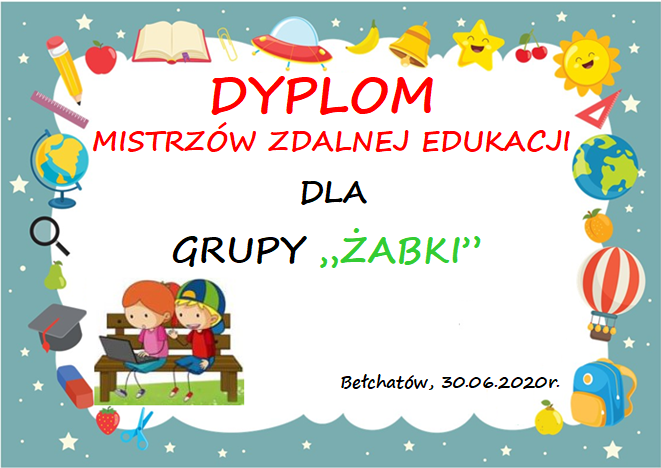 DYPLOM
MISTRZÓW ZDALNEJ EDUKACJI
DLA
GRUPY „ŻABKI”
Bełchatów, 30.06.2020r.